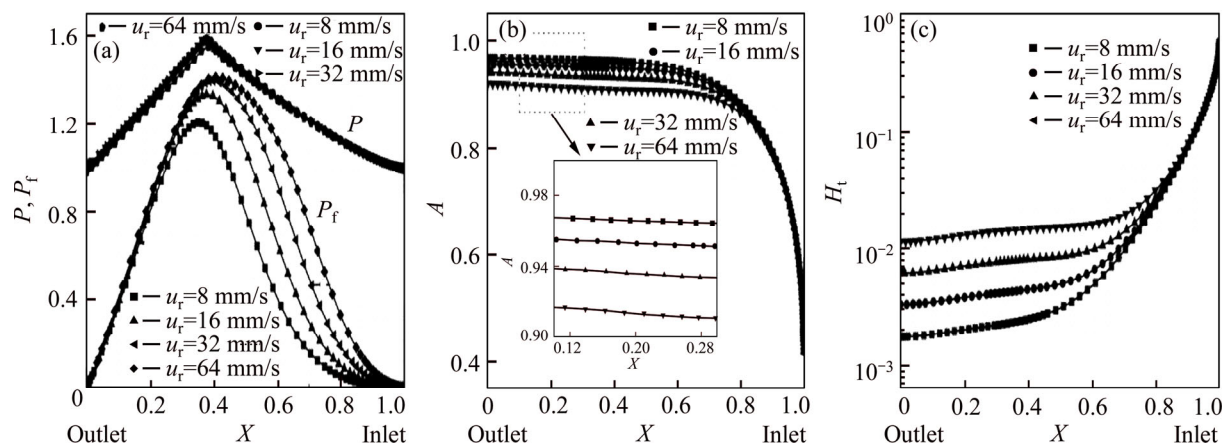 (a)
u_r=64 mm/s
u_r=8 mm/s
u_r=16 mm/s
u_r=32 mm/s
P
P_f
u_r=8 mm/s
u_r=16 mm/s
u_r=32 mm/s
u_r=64 mm/s
P, P_f
1.6
1.2
0.8
0.4
0
0.2 0.4 0.6 0.8 1.0
Outlet X Inlet
(b)
u_r=8 mm/s
u_r=16 mm/s
u_r=32 mm/s
u_r=64 mm/s
A
1.0
0.9
0.8
0.7
0.6
0.5
0.4
A
0.98
0.94
0.90
0.12 0.20 0.28
X
0 0.2 0.4 0.6 0.8 1.0
Outlet X Inlet
(c)
u_r=8 mm/s
u_r=16 mm/s
u_r=32 mm/s
u_r=64 mm/s
H_t
10^0
10^-1
10^-2
10^-3
0 0.2 0.4 0.6 0.8 1.0
Outlet X Inlet